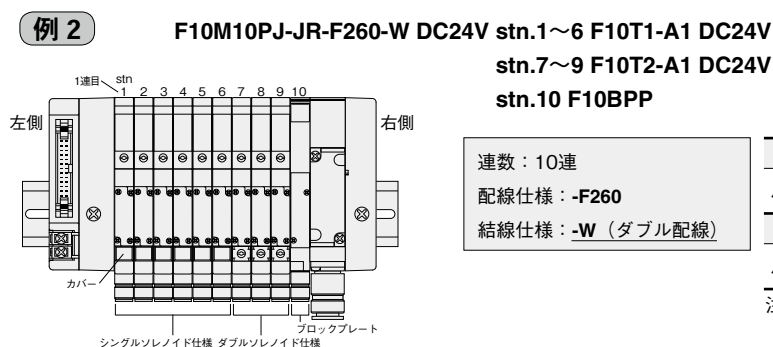 例 2
F10M10PJ-JR-F260-W DC24V stn.1～6 F10T1-A1 DC24V
stn.7～9 F10T2-A1 DC24V
stn.10 F10BPP
1連目 stn
1 2 3 4 5 6 7 8 9 10
左側
右側
カバー
ブロックプレート
シングルソレノイド仕様 ダブルソレノイド仕様
連数：10連
配線仕様：-F260
結線仕様：-W（ダブル配線）